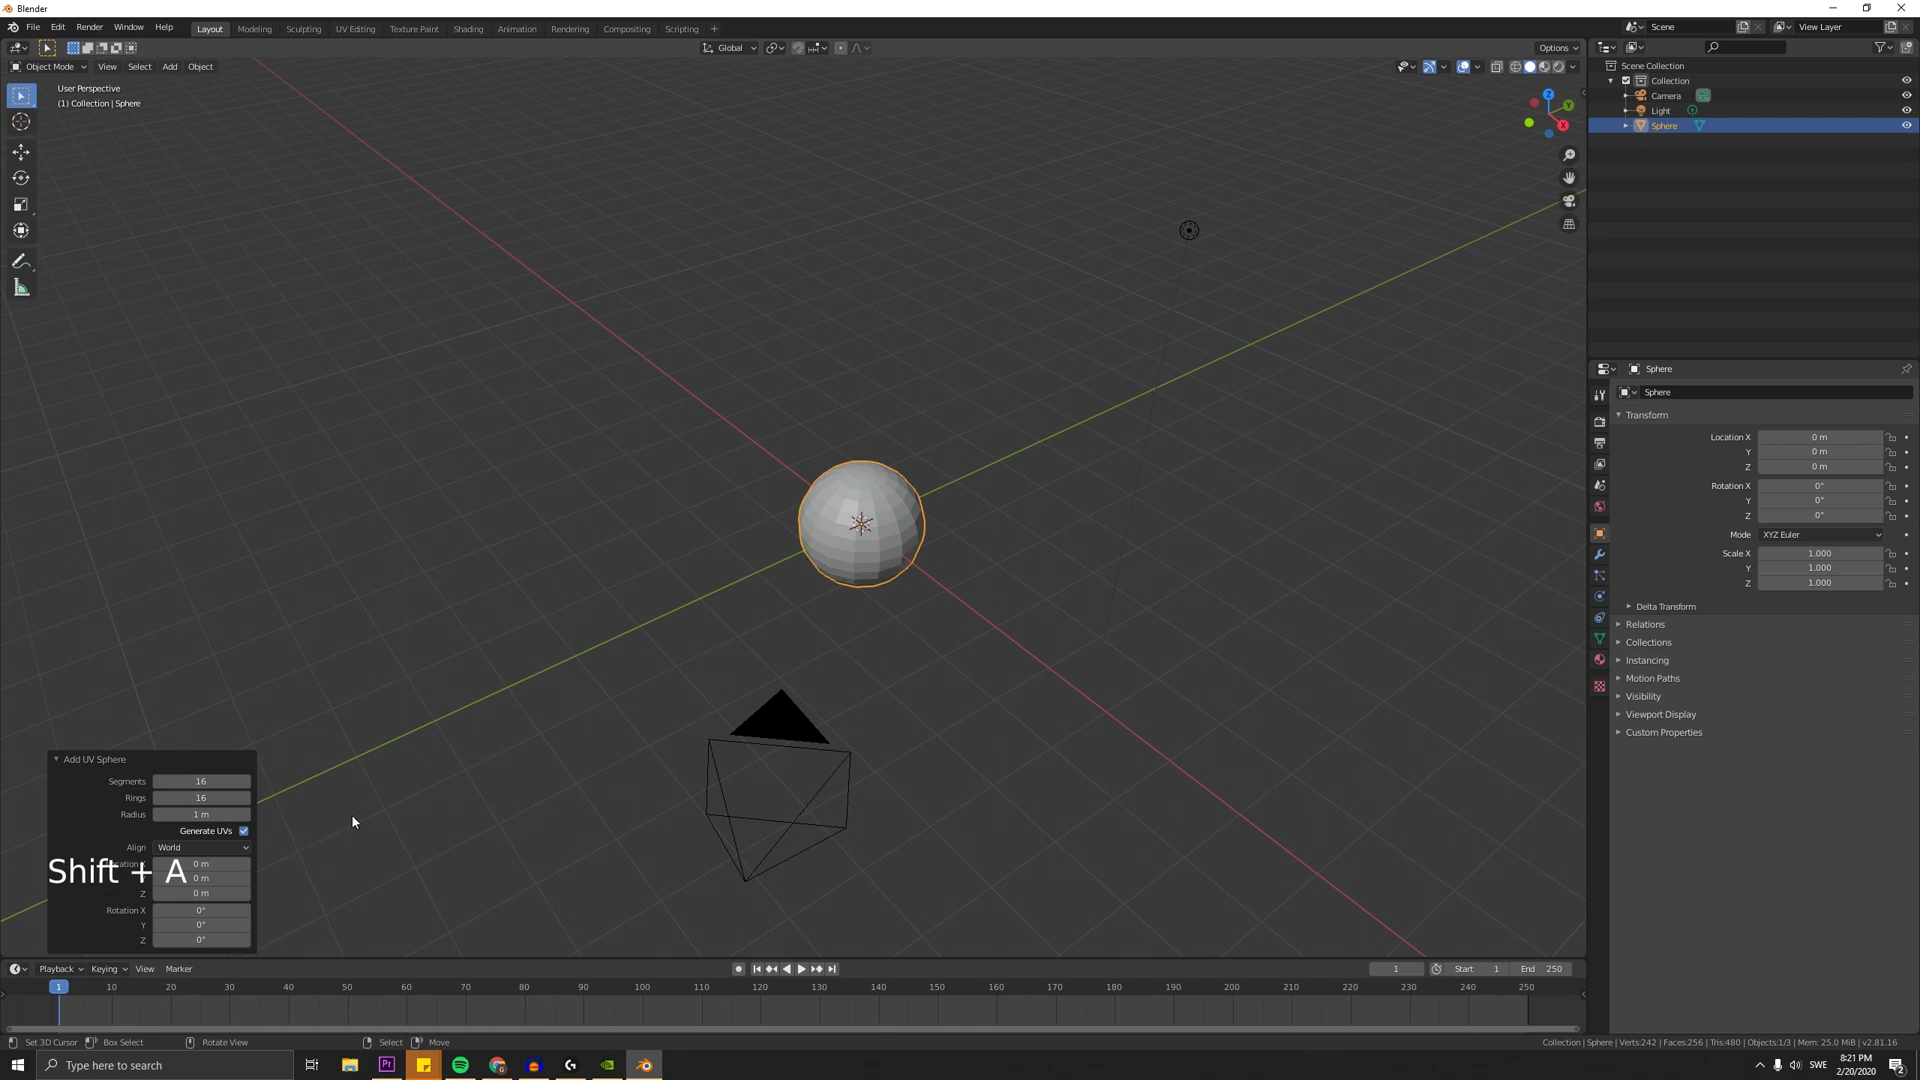 Blender
File Edit Render Window Help
Layout Modeling Sculpting UV Editing Texture Paint Shading Animation Rendering Compositing Scripting +
Scene View Layer
Global Options
Object Mode View Select Add Object
User Perspective
(1) Collection | Sphere
Z
Y
X
Scene Collection
Collection
Camera
Light
Sphere
Sphere
Sphere
Transform
Location X 0 m
Y 0 m
Z 0 m
Rotation X 0°
Y 0°
Z 0°
Mode XYZ Euler
Scale X 1.000
Y 1.000
Z 1.000
Delta Transform
Relations
Collections
Instancing
Motion Paths
Visibility
Viewport Display
Custom Properties
Add UV Sphere
Segments 16
Rings 16
Radius 1 m
Generate UVs
Align World
0 m
Shift + A 0 m
Z 0 m
Rotation X 0°
Y 0°
Z 0°
Playback Keying View Marker
1 Start 1 End 250
1 10 20 30 40 50 60 70 80 90 100 110 120 130 140 150 160 170 180 190 200 210 220 230 240 250
Set 3D Cursor Box Select Rotate View Select Move
Collection | Sphere | Verts:242 | Faces:256 | Tris:480 | Objects:1/3 | Mem: 25.0 MiB | v2.81.16
Type here to search
Pr
SWE
8:21 PM
2/20/2020
2